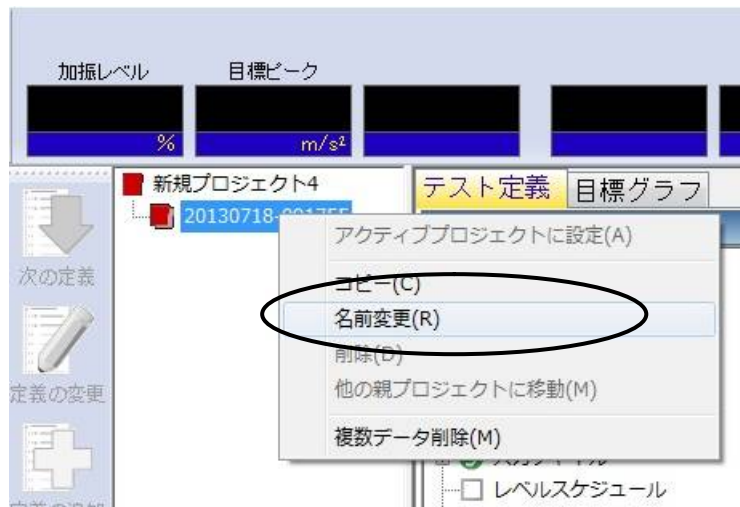 加振レベル
目標ピーク
%
m/s²
新規プロジェクト4
テスト定義
目標グラフ
20130718-001755
アクティブプロジェクトに設定(A)
次の定義
コピー(C)
名前変更(R)
削除(D)
定義の変更
他の親プロジェクトに移動(M)
複数データ削除(M)
レベルスケジュール